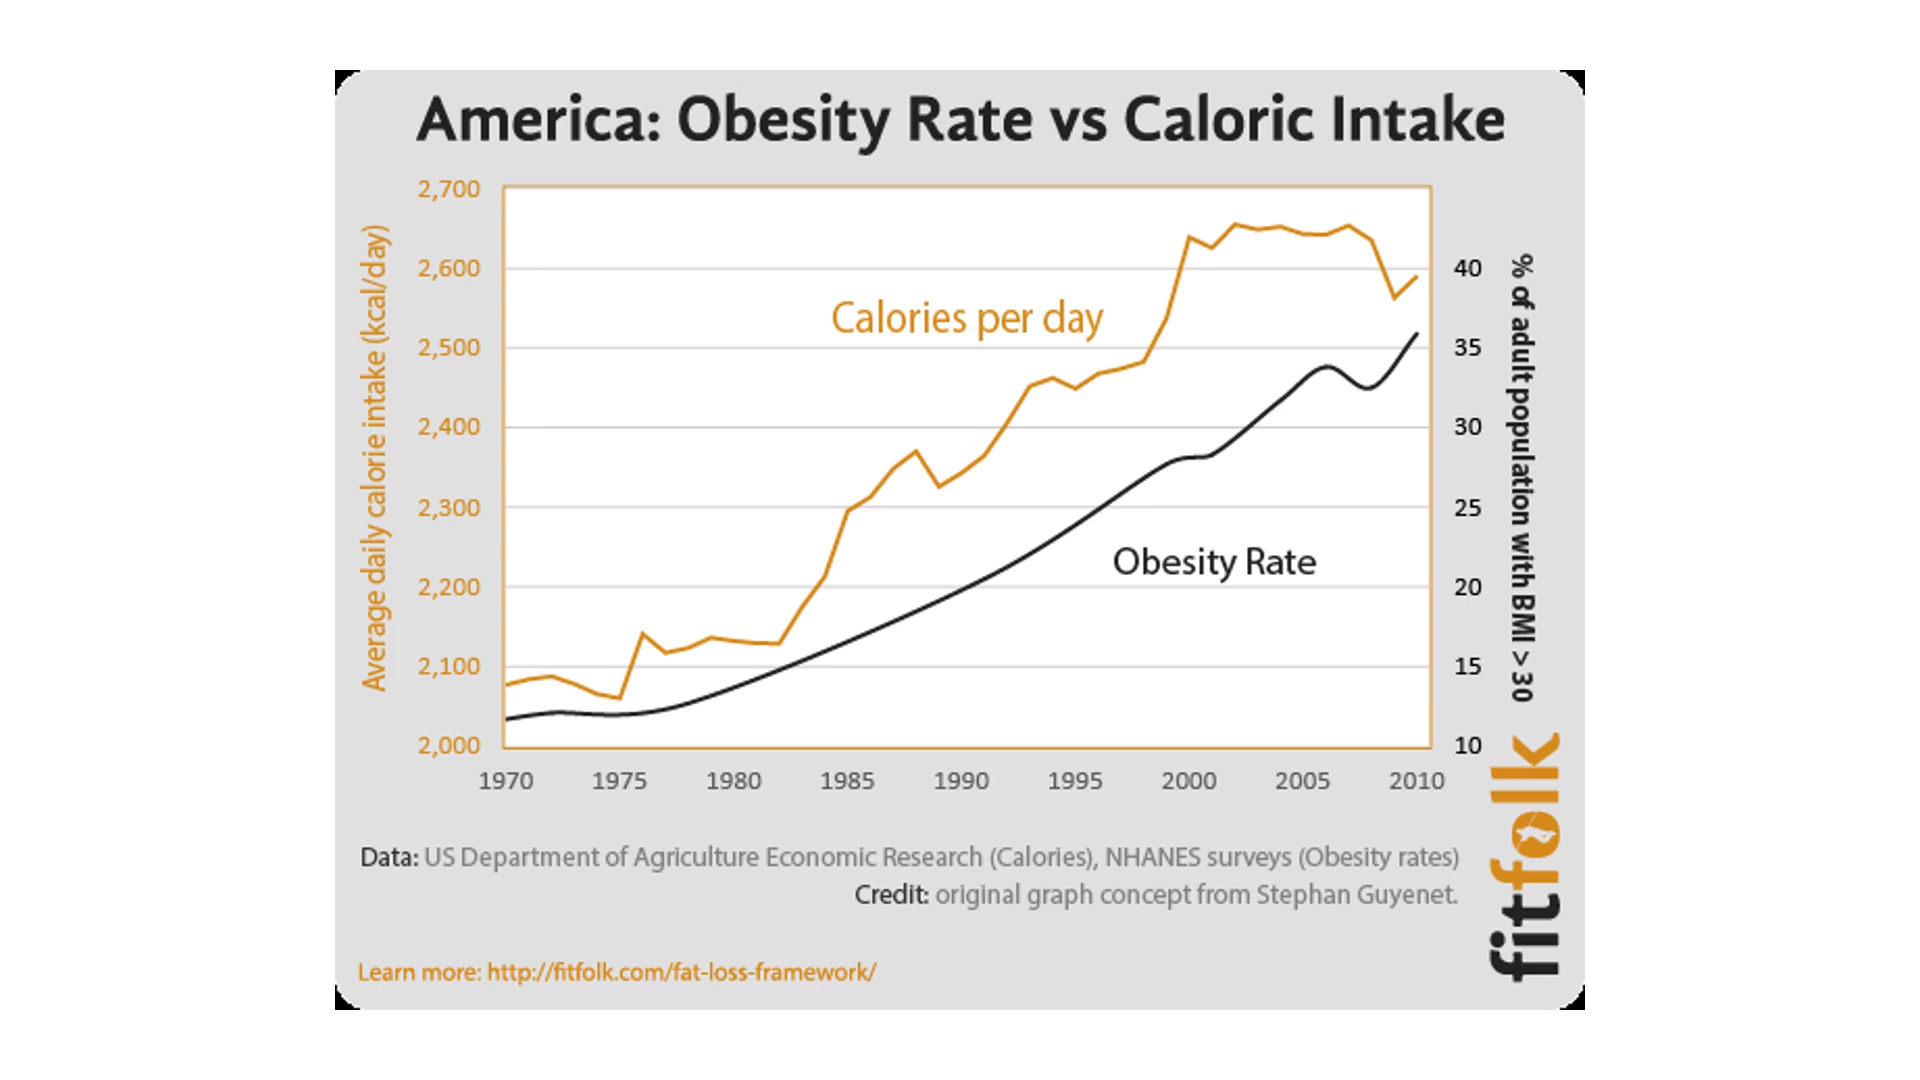 America: Obesity Rate vs Caloric Intake
Average daily calorie intake (kcal/day)
2,700
2,600
2,500
2,400
2,300
2,200
2,100
2,000
Calories per day
Obesity Rate
40
35
30
25
20
15
10
% of adult population with BMI > 30
1970 1975 1980 1985 1990 1995 2000 2005 2010
Data: US Department of Agriculture Economic Research (Calories), NHANES surveys (Obesity rates)
Credit: original graph concept from Stephan Guyenet.
Learn more: http://fitfolk.com/fat-loss-framework/
fitfolk